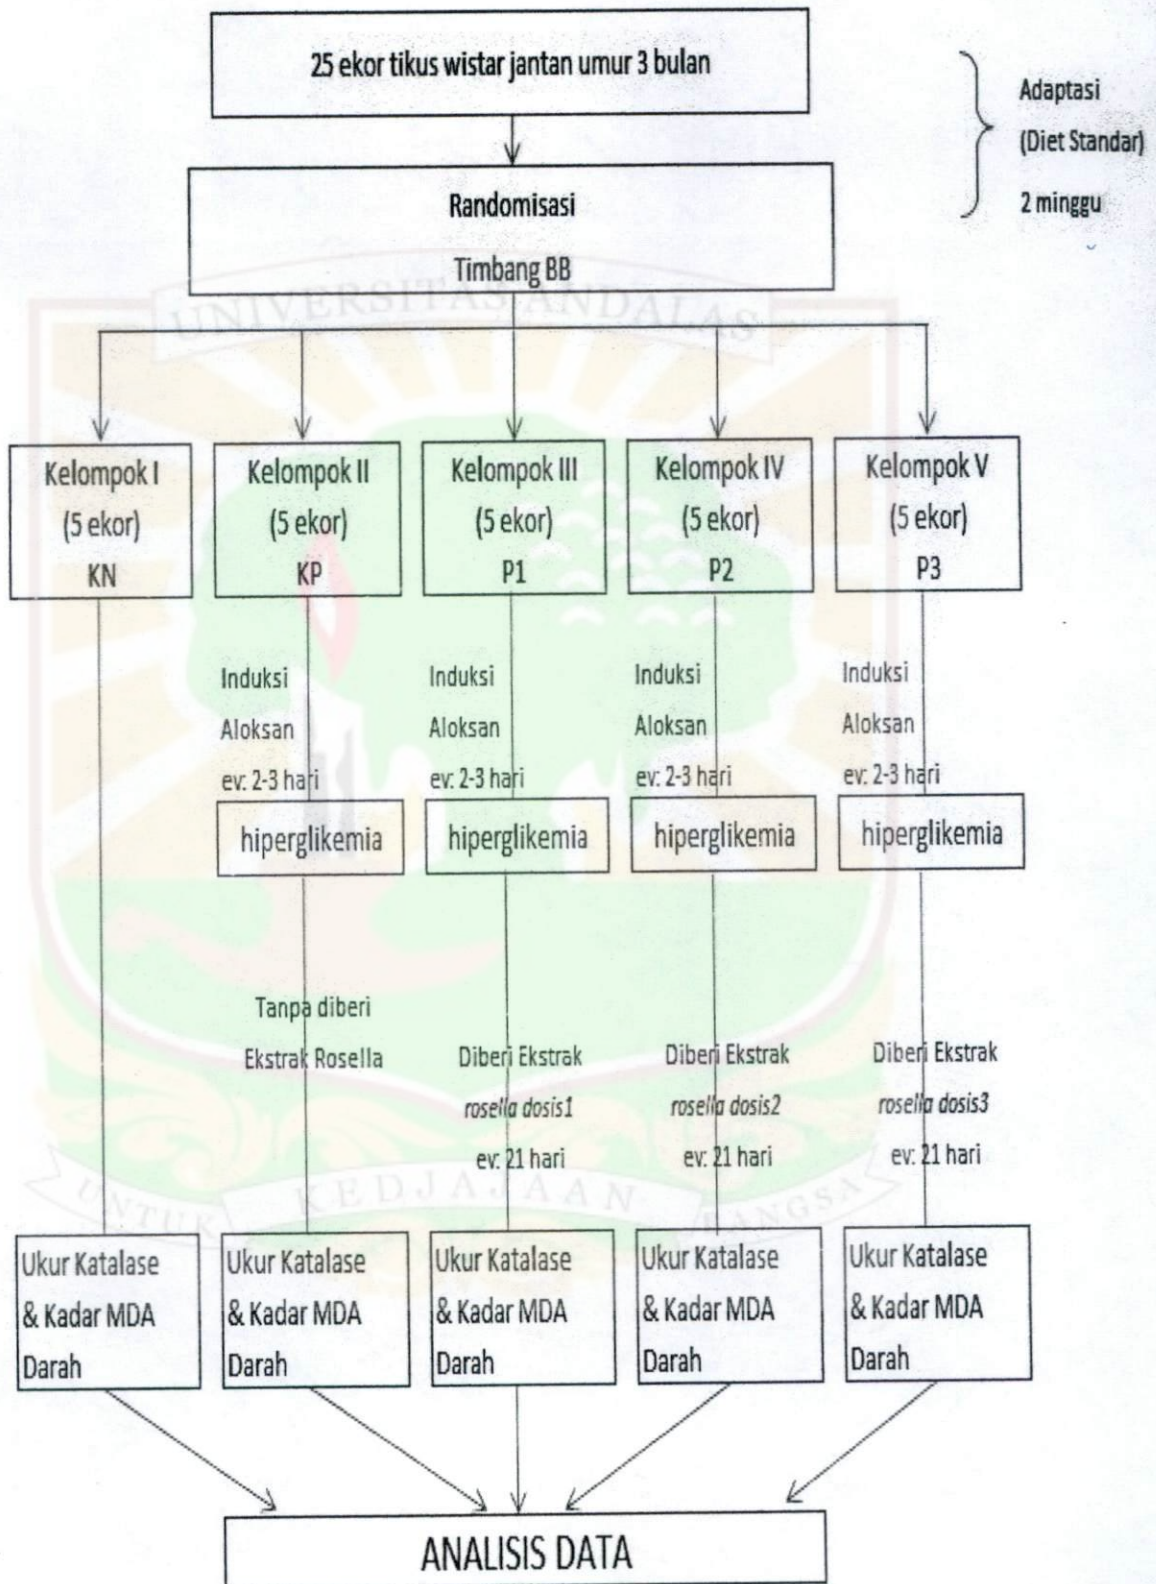 25 ekor tikus wistar jantan umur 3 bulan
Adaptasi
(Diet Standar)
2 minggu
Randomisasi
Timbang BB
UNIVERSITAS ANDALAS
Kelompok I
(5 ekor)
KN
Kelompok II
(5 ekor)
KP
Kelompok III
(5 ekor)
P1
Kelompok IV
(5 ekor)
P2
Kelompok V
(5 ekor)
P3
Induksi
Aloksan
ev: 2-3 hari
Induksi
Aloksan
ev: 2-3 hari
Induksi
Aloksan
ev: 2-3 hari
Induksi
Aloksan
ev: 2-3 hari
hiperglikemia
hiperglikemia
hiperglikemia
hiperglikemia
Tanpa diberi
Ekstrak Rosella
Diberi Ekstrak
rosella dosis1
ev: 21 hari
Diberi Ekstrak
rosella dosis2
ev: 21 hari
Diberi Ekstrak
rosella dosis3
ev: 21 hari
UNTUK KEDJAJAAN BANGSA
Ukur Katalase
& Kadar MDA
Darah
Ukur Katalase
& Kadar MDA
Darah
Ukur Katalase
& Kadar MDA
Darah
Ukur Katalase
& Kadar MDA
Darah
Ukur Katalase
& Kadar MDA
Darah
ANALISIS DATA